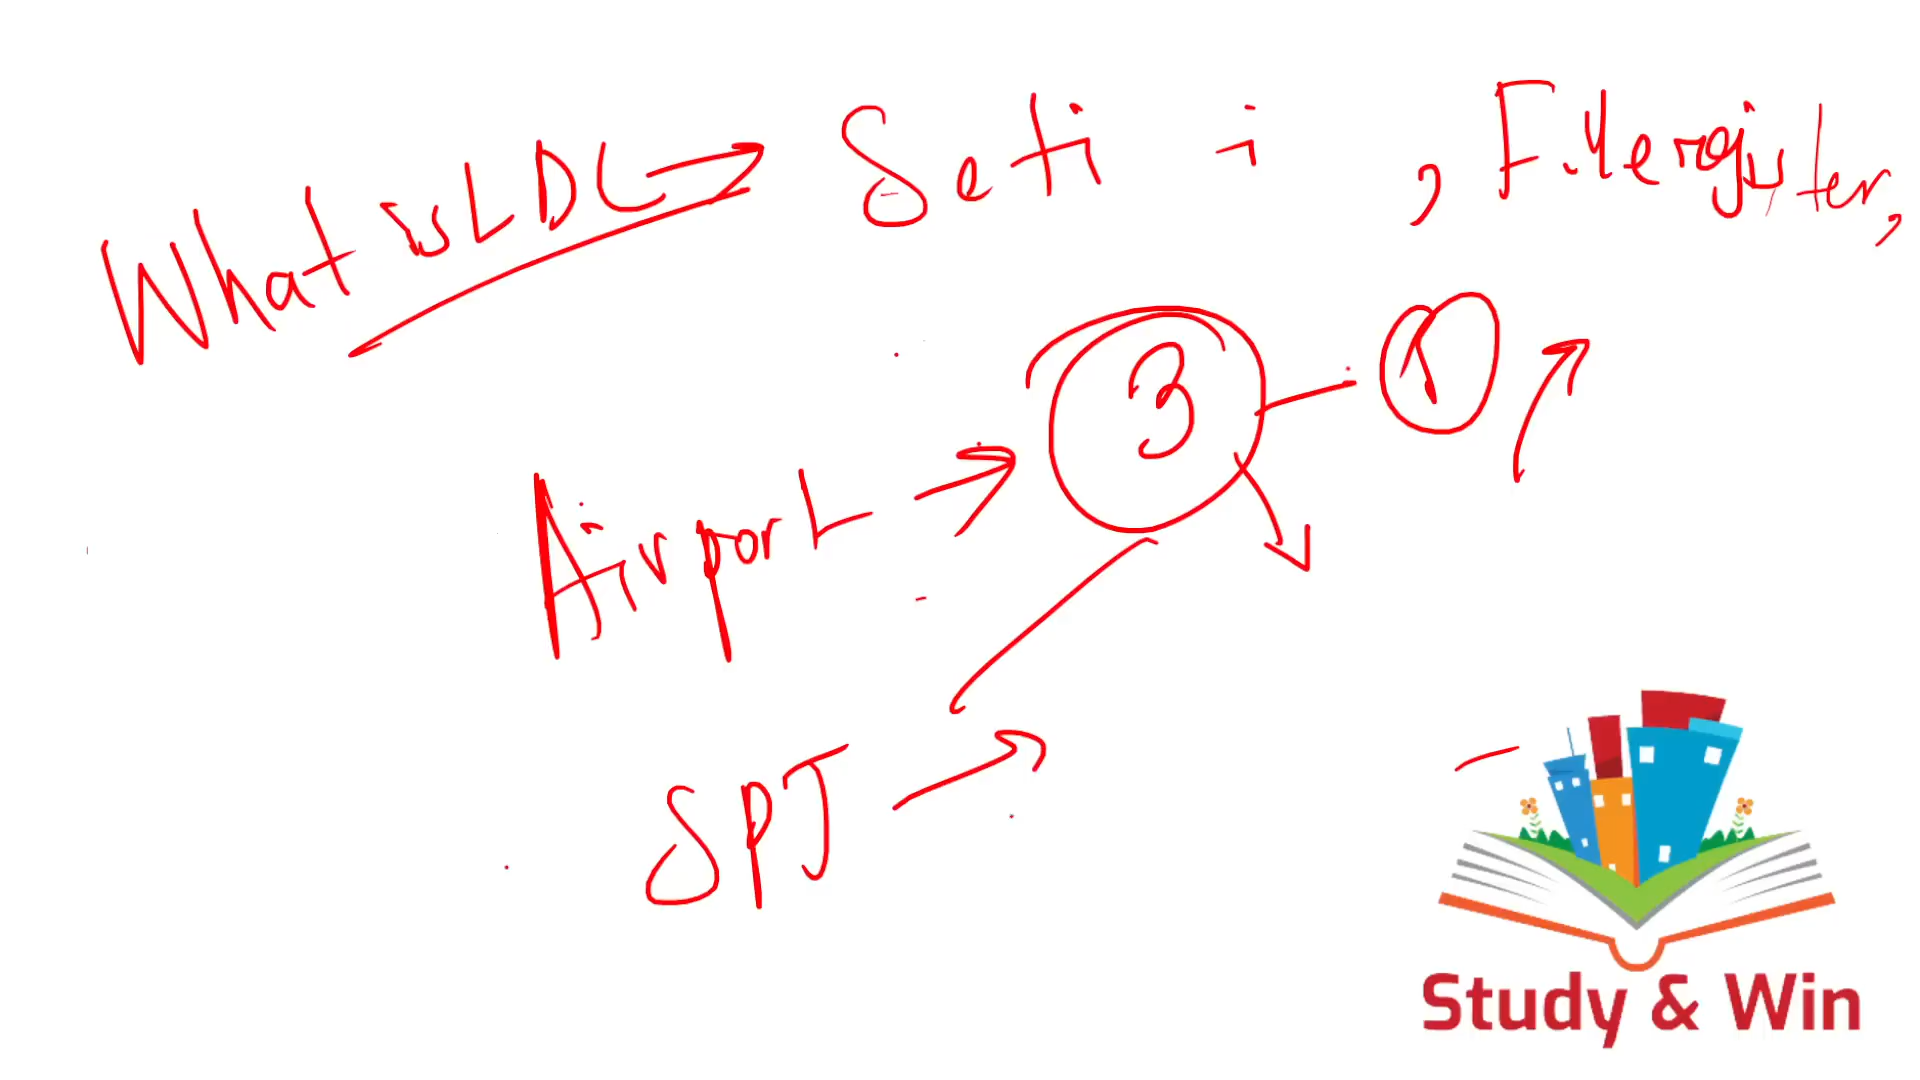 What is LDC → Seti , File register,
3 - 1
Airport →
SPJ →
Study & Win